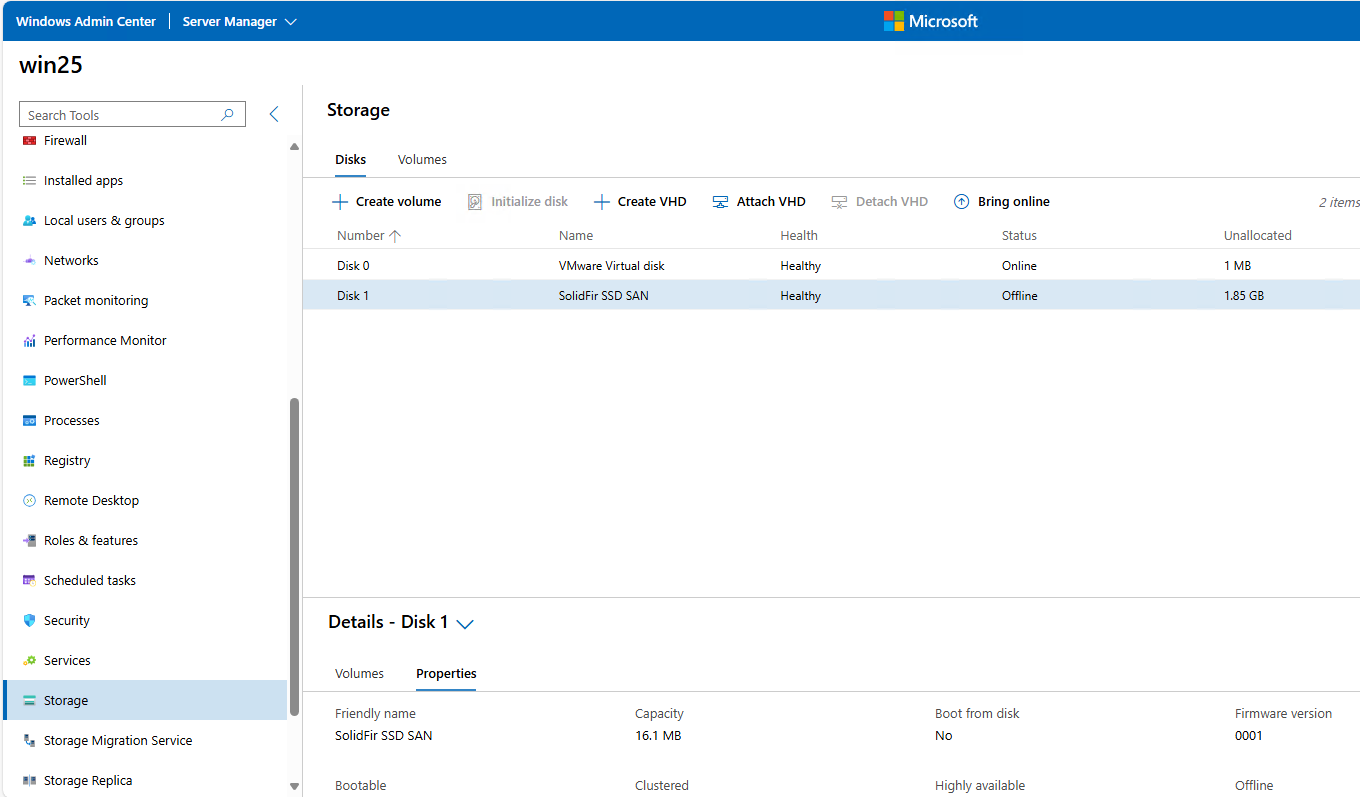 Windows Admin Center Server Manager Microsoft
win25
Search Tools
Firewall
Installed apps
Local users & groups
Networks
Packet monitoring
Performance Monitor
PowerShell
Processes
Registry
Remote Desktop
Roles & features
Scheduled tasks
Security
Services
Storage
Storage Migration Service
Storage Replica
Storage
Disks Volumes
Create volume Initialize disk Create VHD Attach VHD Detach VHD Bring online 2 items
Number Name Health Status Unallocated
Disk 0 VMware Virtual disk Healthy Online 1 MB
Disk 1 SolidFir SSD SAN Healthy Offline 1.85 GB
Details - Disk 1
Volumes Properties
Friendly name Capacity Boot from disk Firmware version
SolidFir SSD SAN 16.1 MB No 0001
Bootable Clustered Highly available Offline